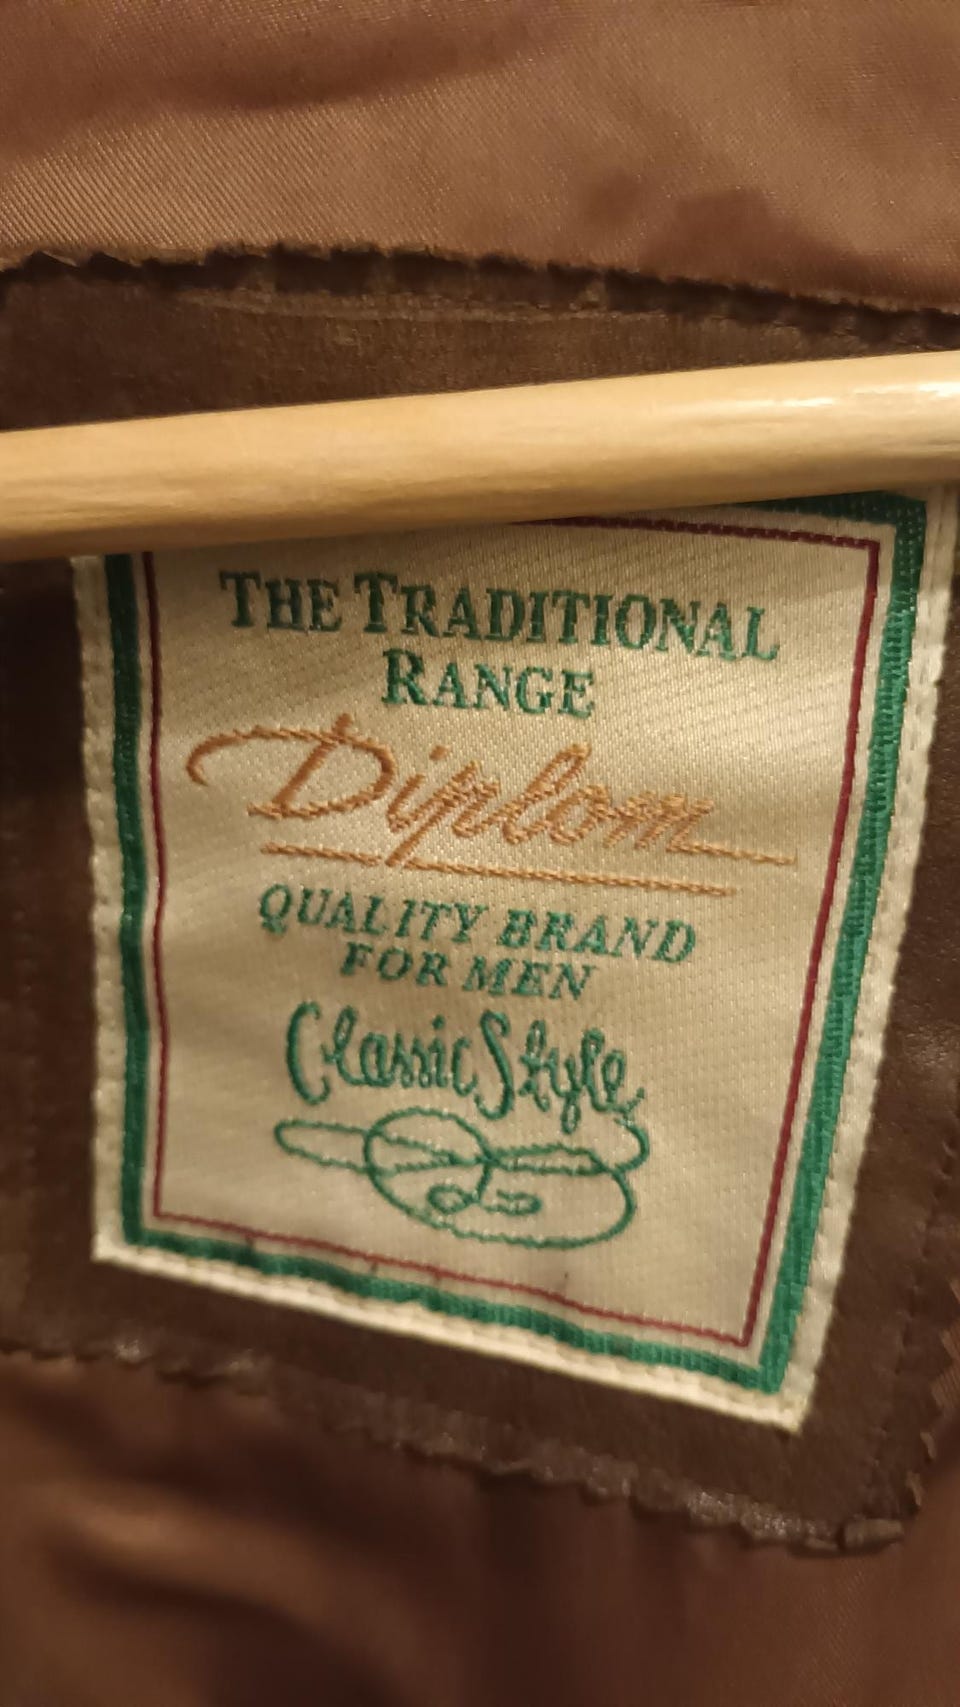 THE TRADITIONAL
RANGE
Diplom
QUALITY BRAND
FOR MEN
Classic Style